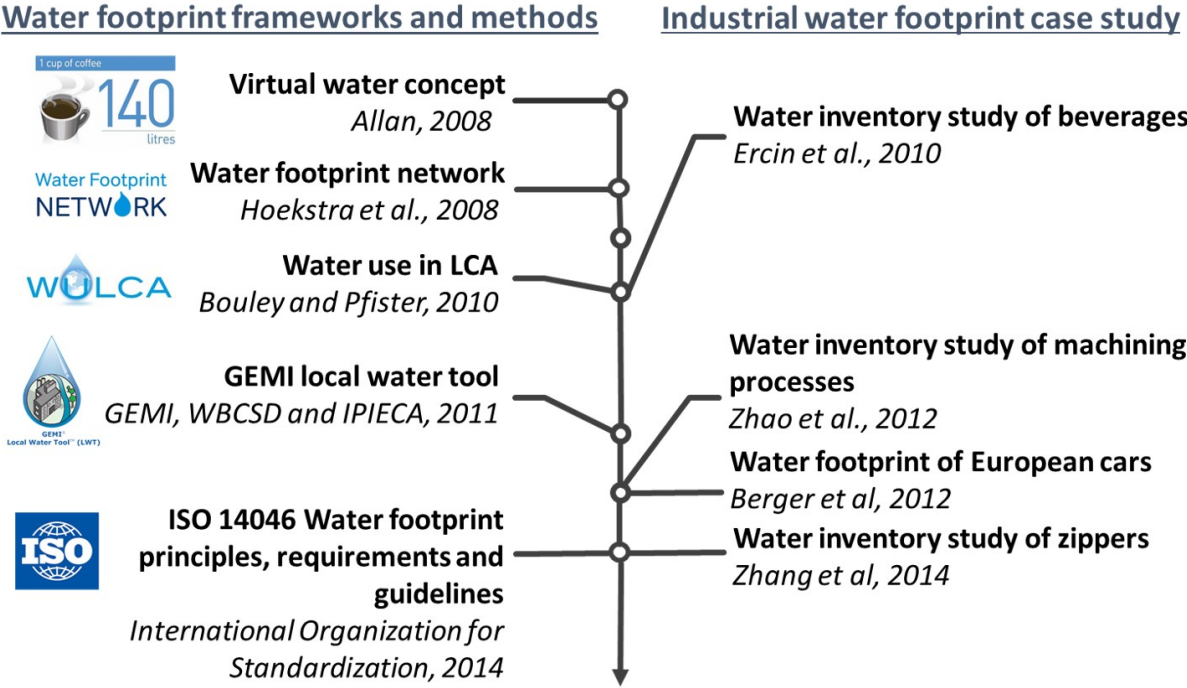 Water footprint frameworks and methods
1 cup of coffee
140
litres
Virtual water concept
Allan, 2008
Water Footprint
NETWORK
Water footprint network
Hoekstra et al., 2008
WULCA
Water use in LCA
Bouley and Pfister, 2010
GEMI local water tool
GEMI, WBCSD and IPIECA, 2011
GEMI™
Local Water Tool™ (LWT)
ISO
ISO 14046 Water footprint
principles, requirements and
guidelines
International Organization for
Standardization, 2014
Industrial water footprint case study
Water inventory study of beverages
Ercin et al., 2010
Water inventory study of machining
processes
Zhao et al., 2012
Water footprint of European cars
Berger et al, 2012
Water inventory study of zippers
Zhang et al, 2014